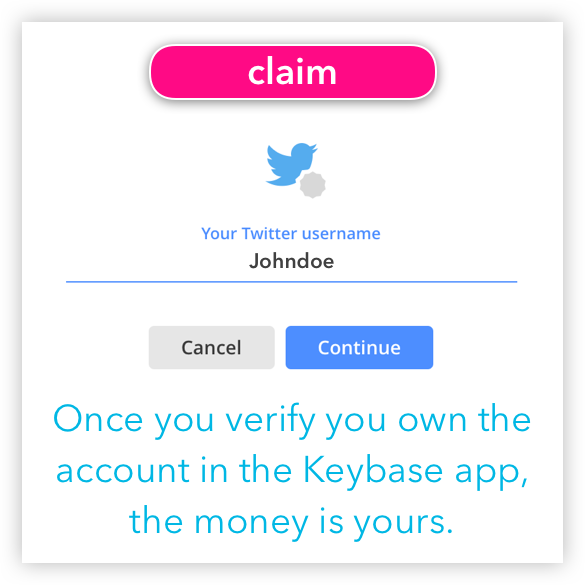 claim
Your Twitter username
Johndoe
Cancel Continue
Once you verify you own the
account in the Keybase app,
the money is yours.